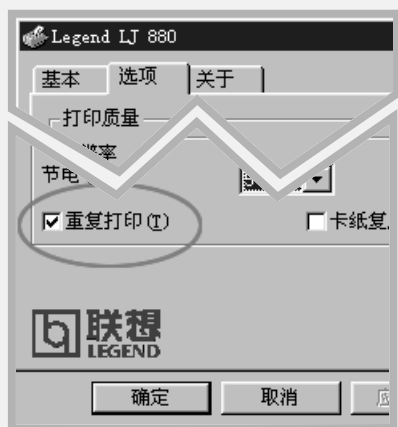 Legend LJ 880
基本 选项 关于
打印质量
率
节电
重复打印(T) 卡纸复
联想
LEGEND
确定 取消